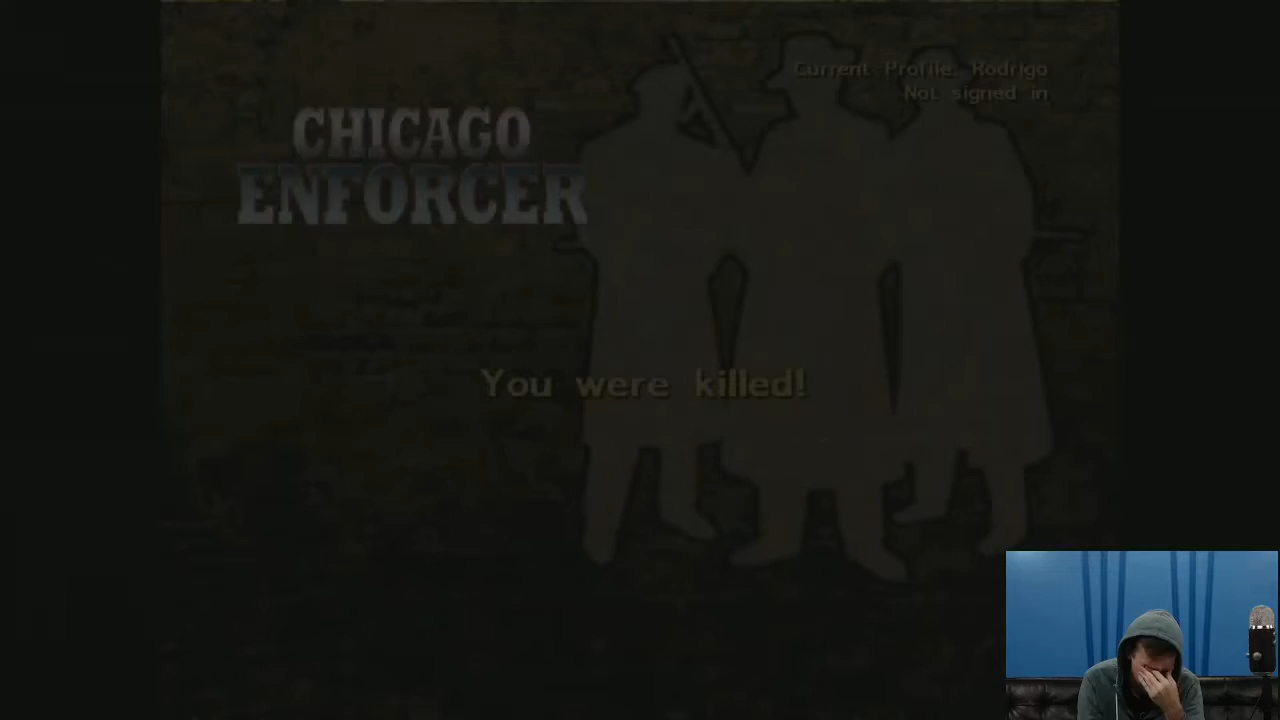 Current Profile: Rodrigo
Not signed in
CHICAGO
ENFORCER
You were killed!